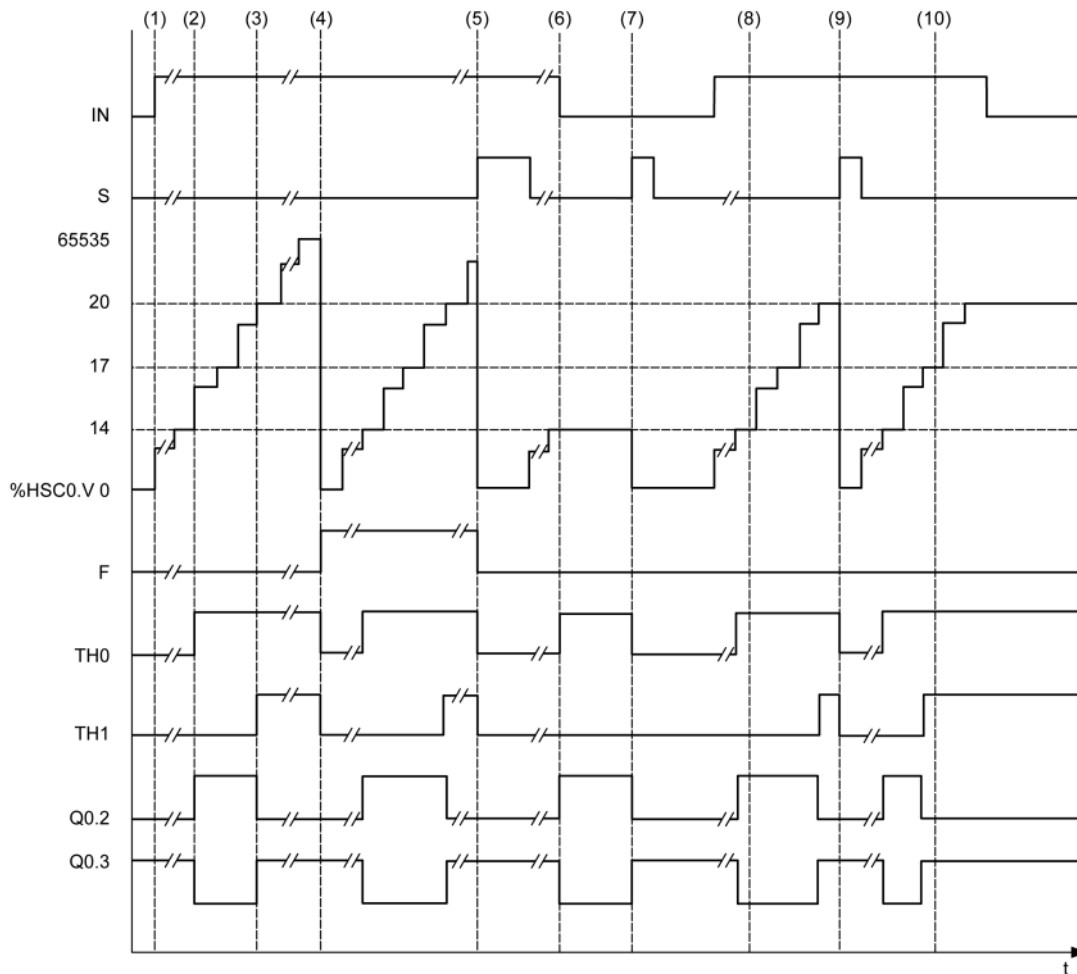 (1) (2) (3) (4) (5) (6) (7) (8) (9) (10)
IN
S
65535
20
17
14
%HSC0.V 0
F
TH0
TH1
Q0.2
Q0.3
t